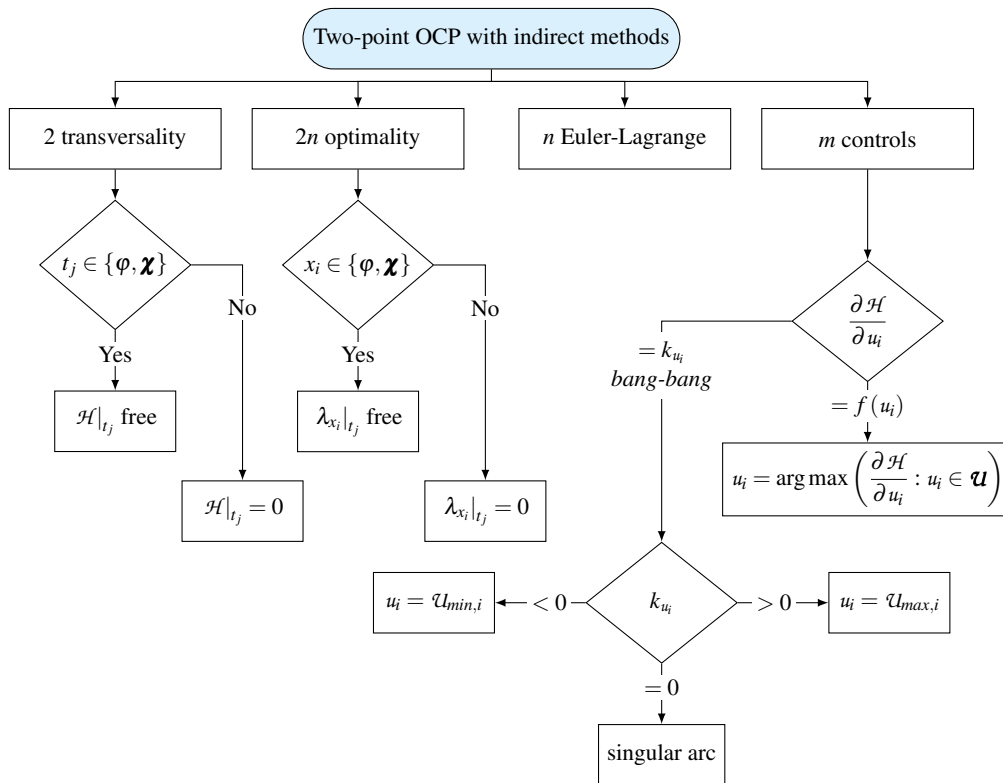 Two-point OCP with indirect methods
2 transversality
2n optimality
n Euler-Lagrange
m controls
t_j ∈ {φ, χ}
x_i ∈ {φ, χ}
∂ℋ/∂u_i
No
No
Yes
Yes
= k_{u_i}
bang-bang
= f(u_i)
ℋ|_{t_j} free
λ_{x_i}|_{t_j} free
u_i = arg max (∂ℋ/∂u_i : u_i ∈ 𝓤)
ℋ|_{t_j} = 0
λ_{x_i}|_{t_j} = 0
u_i = 𝒰_{min,i}
< 0
k_{u_i}
> 0
u_i = 𝒰_{max,i}
= 0
singular arc